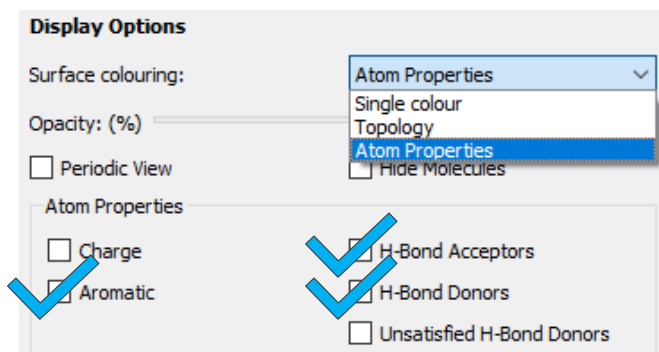 Display Options
Surface colouring:
Atom Properties
Single colour
Topology
Atom Properties
Opacity: (%)
Periodic View
Hide Molecules
Atom Properties
Charge
H-Bond Acceptors
Aromatic
H-Bond Donors
Unsatisfied H-Bond Donors